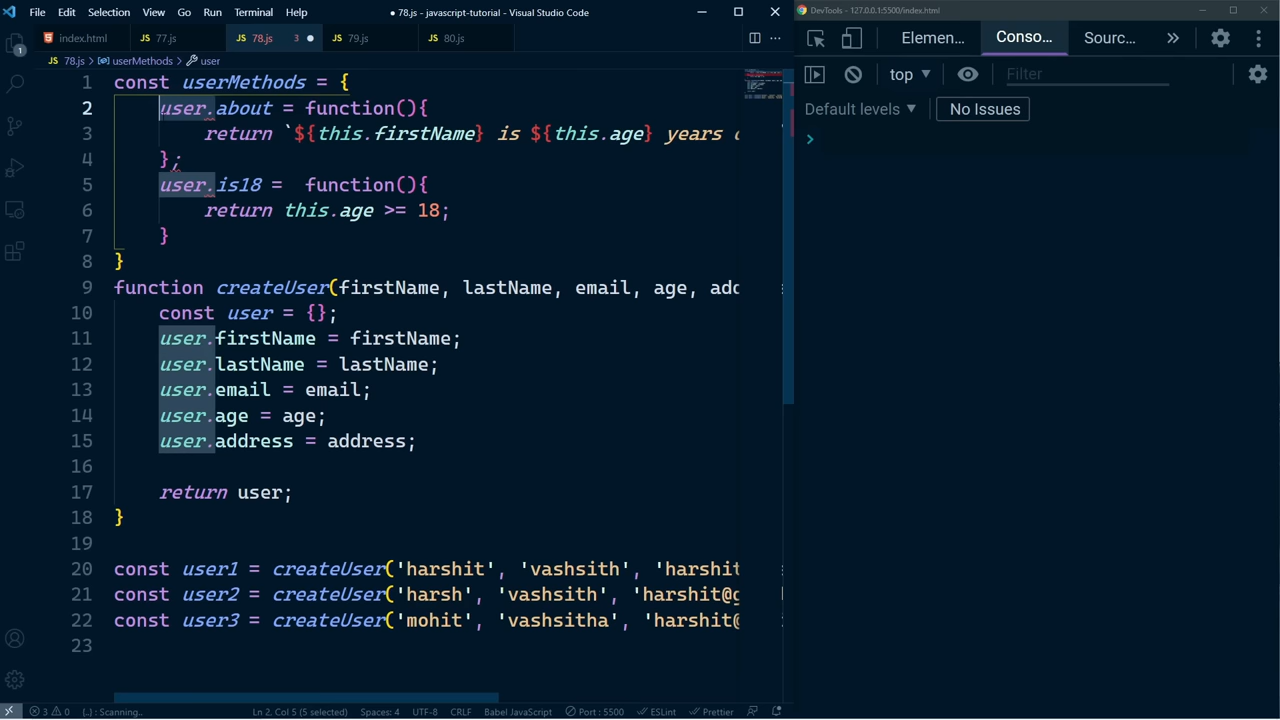 File Edit Selection View Go Run Terminal Help ● 78.js - javascript-tutorial - Visual Studio Code
DevTools - 127.0.0.1:5500/index.html
index.html 77.js 78.js 3 79.js 80.js
Elemen... Conso... Sourc...
78.js > userMethods > user
top Filter
Default levels No Issues
1 const userMethods = {
2 user.about = function(){
3 return `${this.firstName} is ${this.age} years
4 };
5 user.is18 =  function(){
6 return this.age >= 18;
7 }
8 }
9 function createUser(firstName, lastName, email, age, add
10 const user = {};
11 user.firstName = firstName;
12 user.lastName = lastName;
13 user.email = email;
14 user.age = age;
15 user.address = address;
16
17 return user;
18 }
19
20 const user1 = createUser('harshit', 'vashsith', 'harshit
21 const user2 = createUser('harsh', 'vashsith', 'harshit@g
22 const user3 = createUser('mohit', 'vashsitha', 'harshit@
23
1
3 0 {..} : Scanning.. Ln 2, Col 5 (5 selected) Spaces: 4 UTF-8 CRLF Babel JavaScript Port : 5500 ESLint Prettier